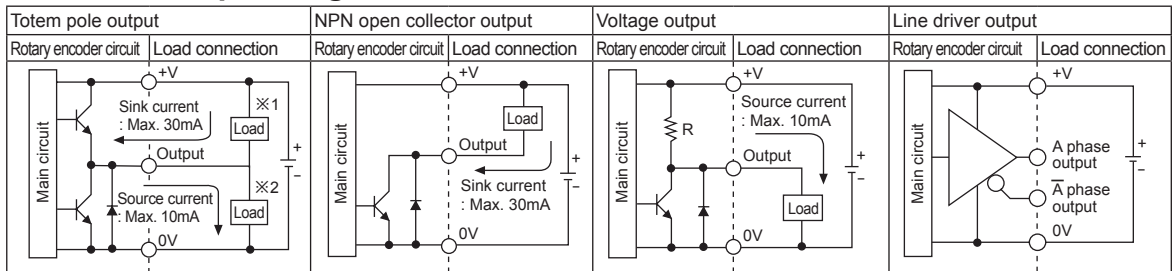 Totem pole output
Rotary encoder circuit
Load connection
Main circuit
+V
Sink current
: Max. 30mA
※1
Load
Output
Source current
: Max. 10mA
※2
Load
0V
+
−
NPN open collector output
Rotary encoder circuit
Load connection
Main circuit
+V
Load
Output
Sink current
: Max. 30mA
0V
+
−
Voltage output
Rotary encoder circuit
Load connection
Main circuit
+V
Source current
: Max. 10mA
R
Output
Load
0V
+
−
Line driver output
Rotary encoder circuit
Load connection
Main circuit
+V
A phase
output
A̅ phase
output
0V
+
−